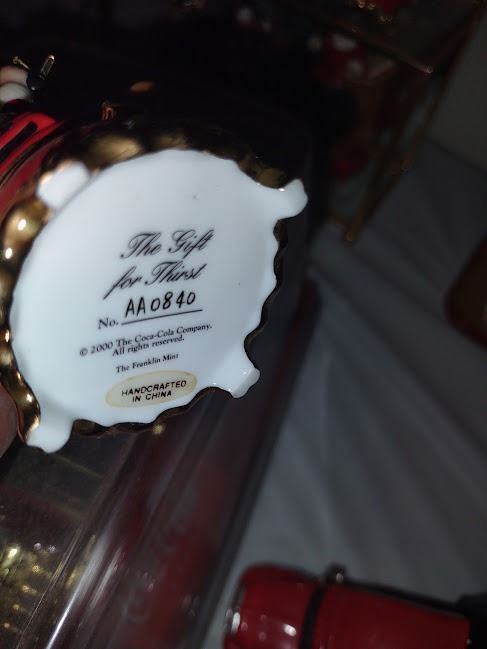 The Gift
for Thirst
No. AA0840
© 2000 The Coca-Cola Company.
All rights reserved.
The Franklin Mint
HANDCRAFTED
IN CHINA